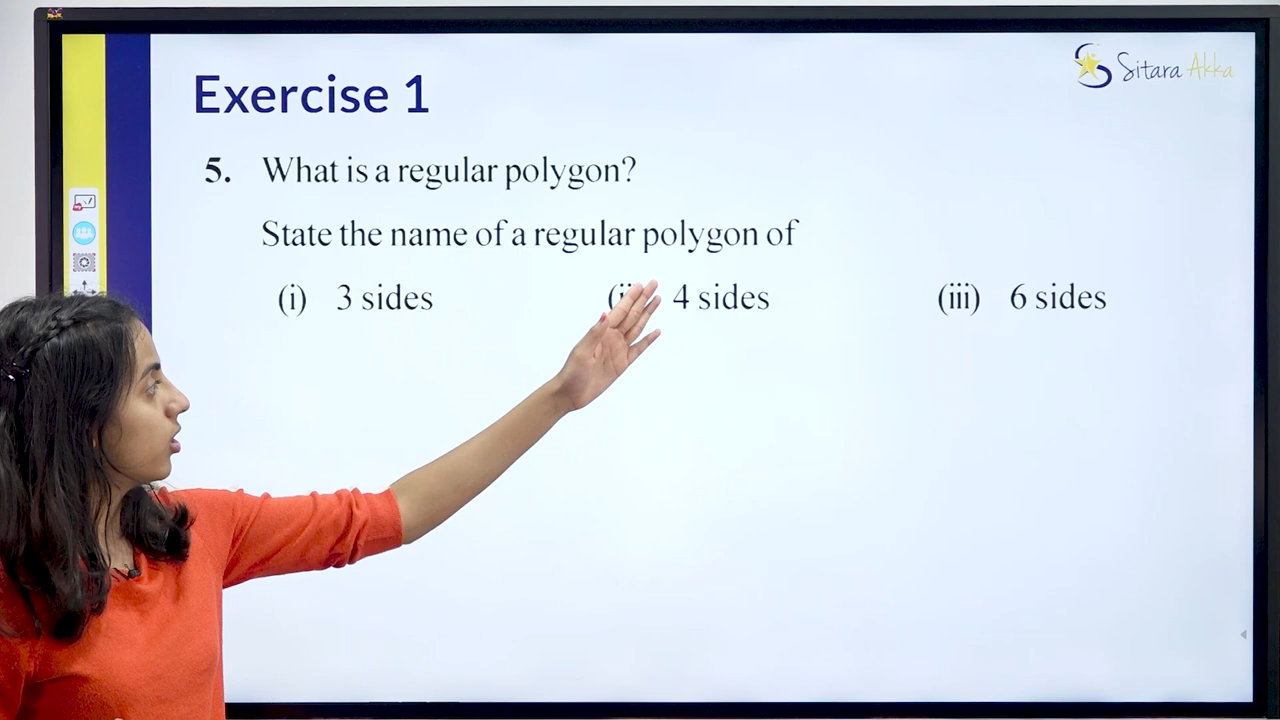 Sitara Akka
Exercise 1
5. What is a regular polygon?
State the name of a regular polygon of
(i) 3 sides 4 sides (iii) 6 sides